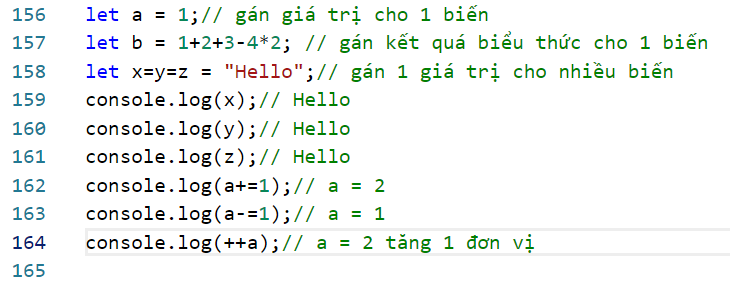 156 let a = 1;// gán giá trị cho 1 biến
157 let b = 1+2+3-4*2; // gán kết quá biểu thức cho 1 biến
158 let x=y=z = "Hello";// gán 1 giá trị cho nhiều biến
159 console.log(x);// Hello
160 console.log(y);// Hello
161 console.log(z);// Hello
162 console.log(a+=1);// a = 2
163 console.log(a-=1);// a = 1
164 console.log(++a);// a = 2 tăng 1 đơn vị
165